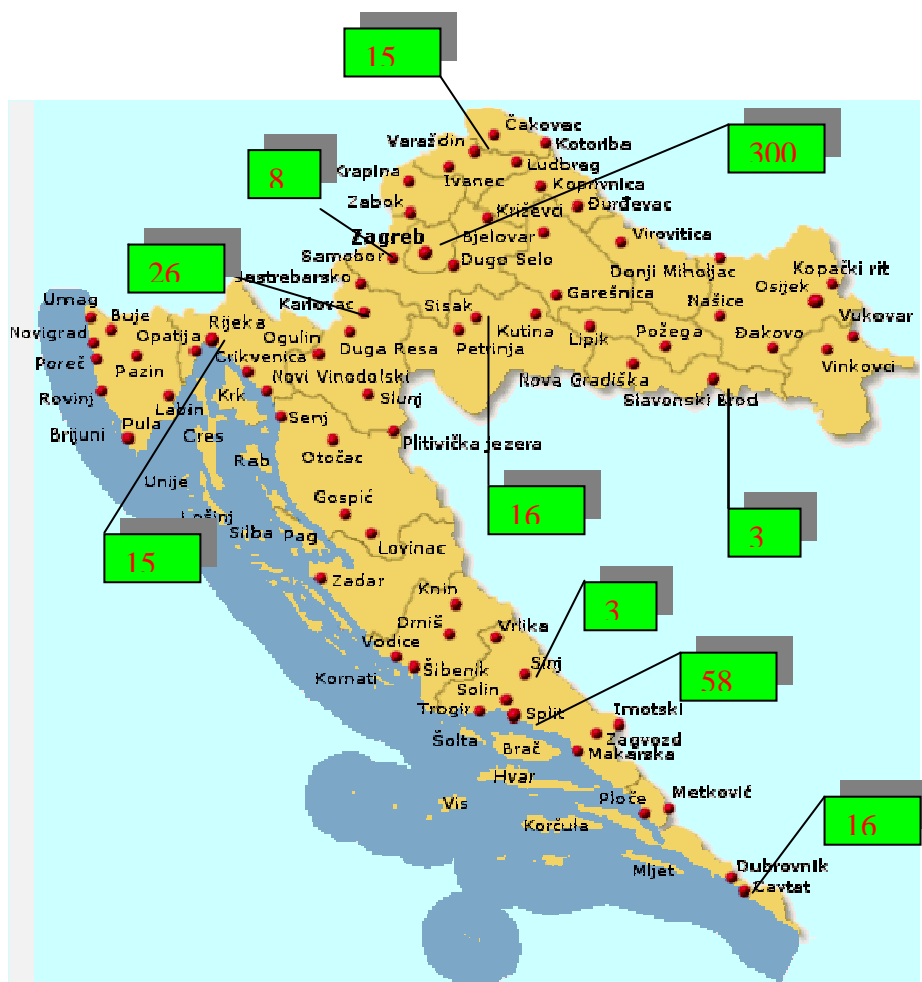 15
Čakovac
Varaždin
Kotoriba
300
Ludbreg
8
Krapina
Ivanec
Koprivnica
Zabok
Križevci
Đurđevac
Zagreb
Bjelovar
Virovitica
Samobor
Dugo Selo
Donji Miholjac
Kopački rit
26
Jastrebarsko
Garešnica
Našice
Osijek
Umag
Karlovac
Sisak
Vukovar
Buje
Rijeka
Novigrad
Opatija
Ogulin
Kutina
Požega
Đakovo
Lipik
Duga Resa
Petrinja
Crikvenica
Poreč
Pazin
Vinkovci
Novi Vinodolski
Nova Gradiška
Rovinj
Krk
Slunj
Slavonski Brod
Labin
Senj
Pula
Brijuni
Cres
Plitivička jezera
Otočac
Rab
Unije
Gospić
Lošinj
16
Silba
Pag
3
15
Lovinac
Zadar
Knin
3
Drniš
Vrlika
Vodice
Šibenik
Sinj
Kornati
58
Solin
Trogir
Split
Imotski
Šolta
Zagvozd
Brač
Makarska
Hvar
Metković
Vis
Ploče
16
Korčula
Mljet
Dubrovnik
Cavtat